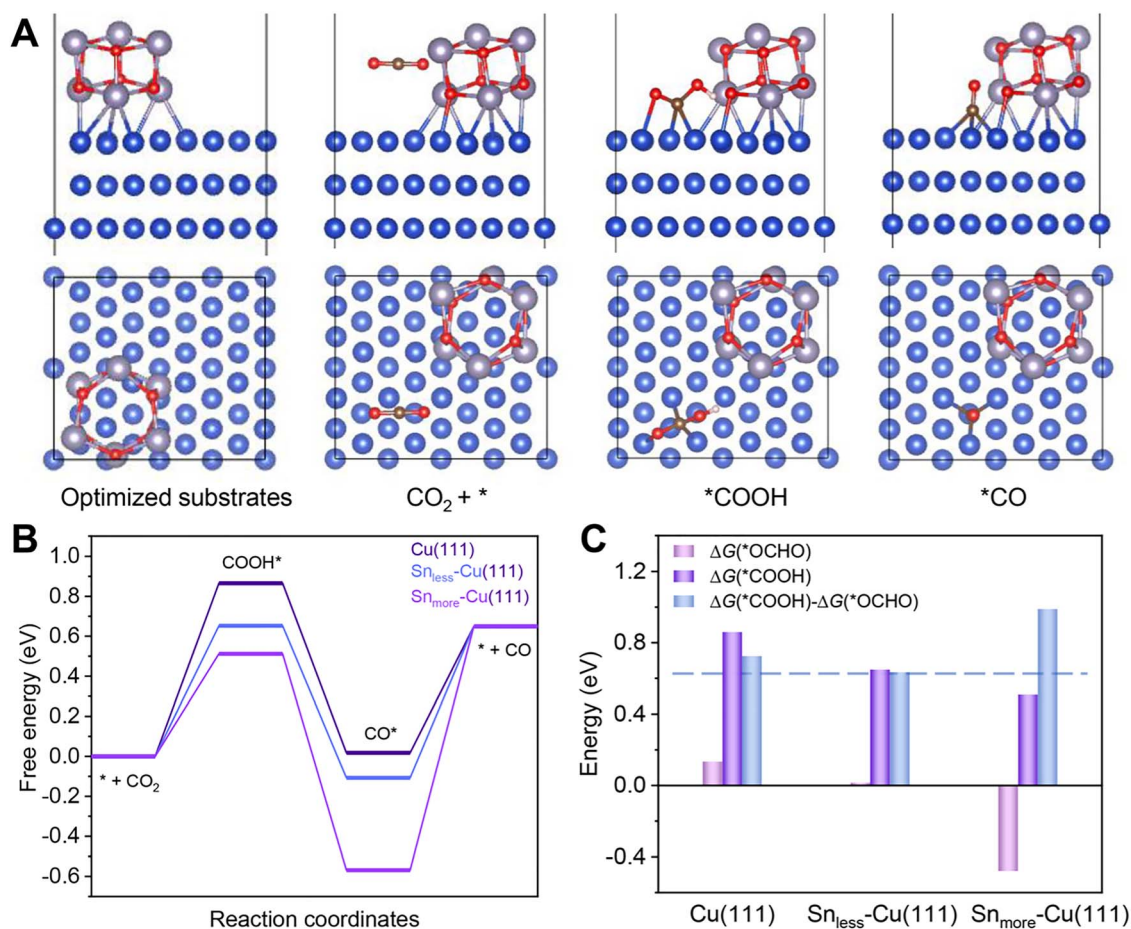 A
Optimized substrates
CO₂ + *
*COOH
*CO
B
Free energy (eV)
1.0
0.8
0.6
0.4
0.2
0.0
-0.2
-0.4
-0.6
COOH*
Cu(111)
Snless-Cu(111)
Snmore-Cu(111)
* + CO
CO*
* + CO₂
Reaction coordinates
C
Energy (eV)
1.2
0.8
0.4
0.0
-0.4
ΔG(*OCHO)
ΔG(*COOH)
ΔG(*COOH)-ΔG(*OCHO)
Cu(111)
Snless-Cu(111)
Snmore-Cu(111)